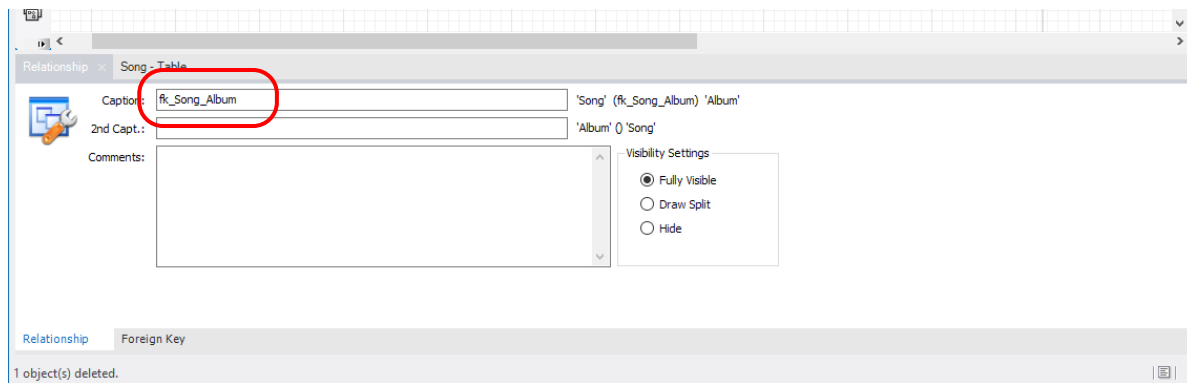 Relationship × Song - Table
Caption: fk_Song_Album 'Song' (fk_Song_Album) 'Album'
2nd Capt.: 'Album' () 'Song'
Comments: Visibility Settings
Fully Visible
Draw Split
Hide
Relationship Foreign Key
1 object(s) deleted.